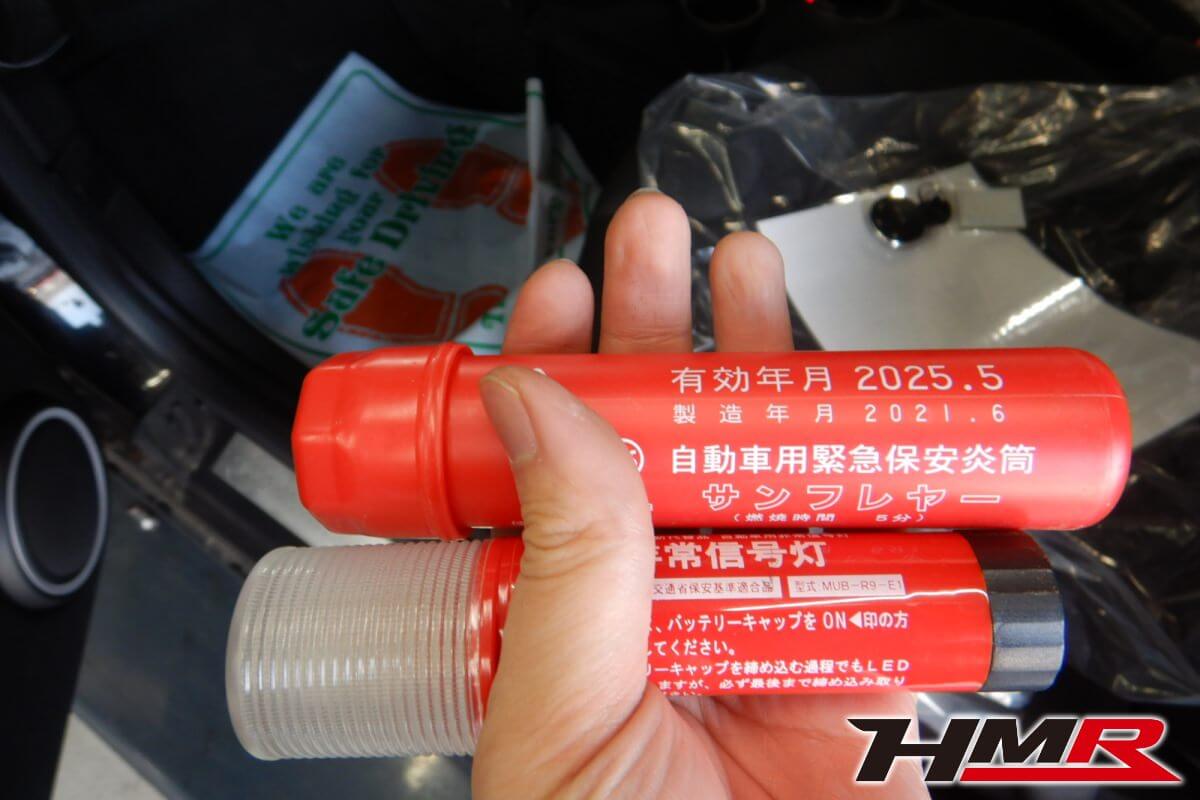 We are
for
Your
Safe Driving
有効年月 2025.5
製造年月 2021.6
自動車用緊急保安炎筒
サンフレヤー
(燃焼時間 5分)
常信号灯
交通省保安基準適合品 型式 MUB-R9-E1
、バッテリーキャップをON◀印の方
してください。
リーキャップを締め込む過程でもLED
ますが、必ず最後まで締め込み取り
HMR